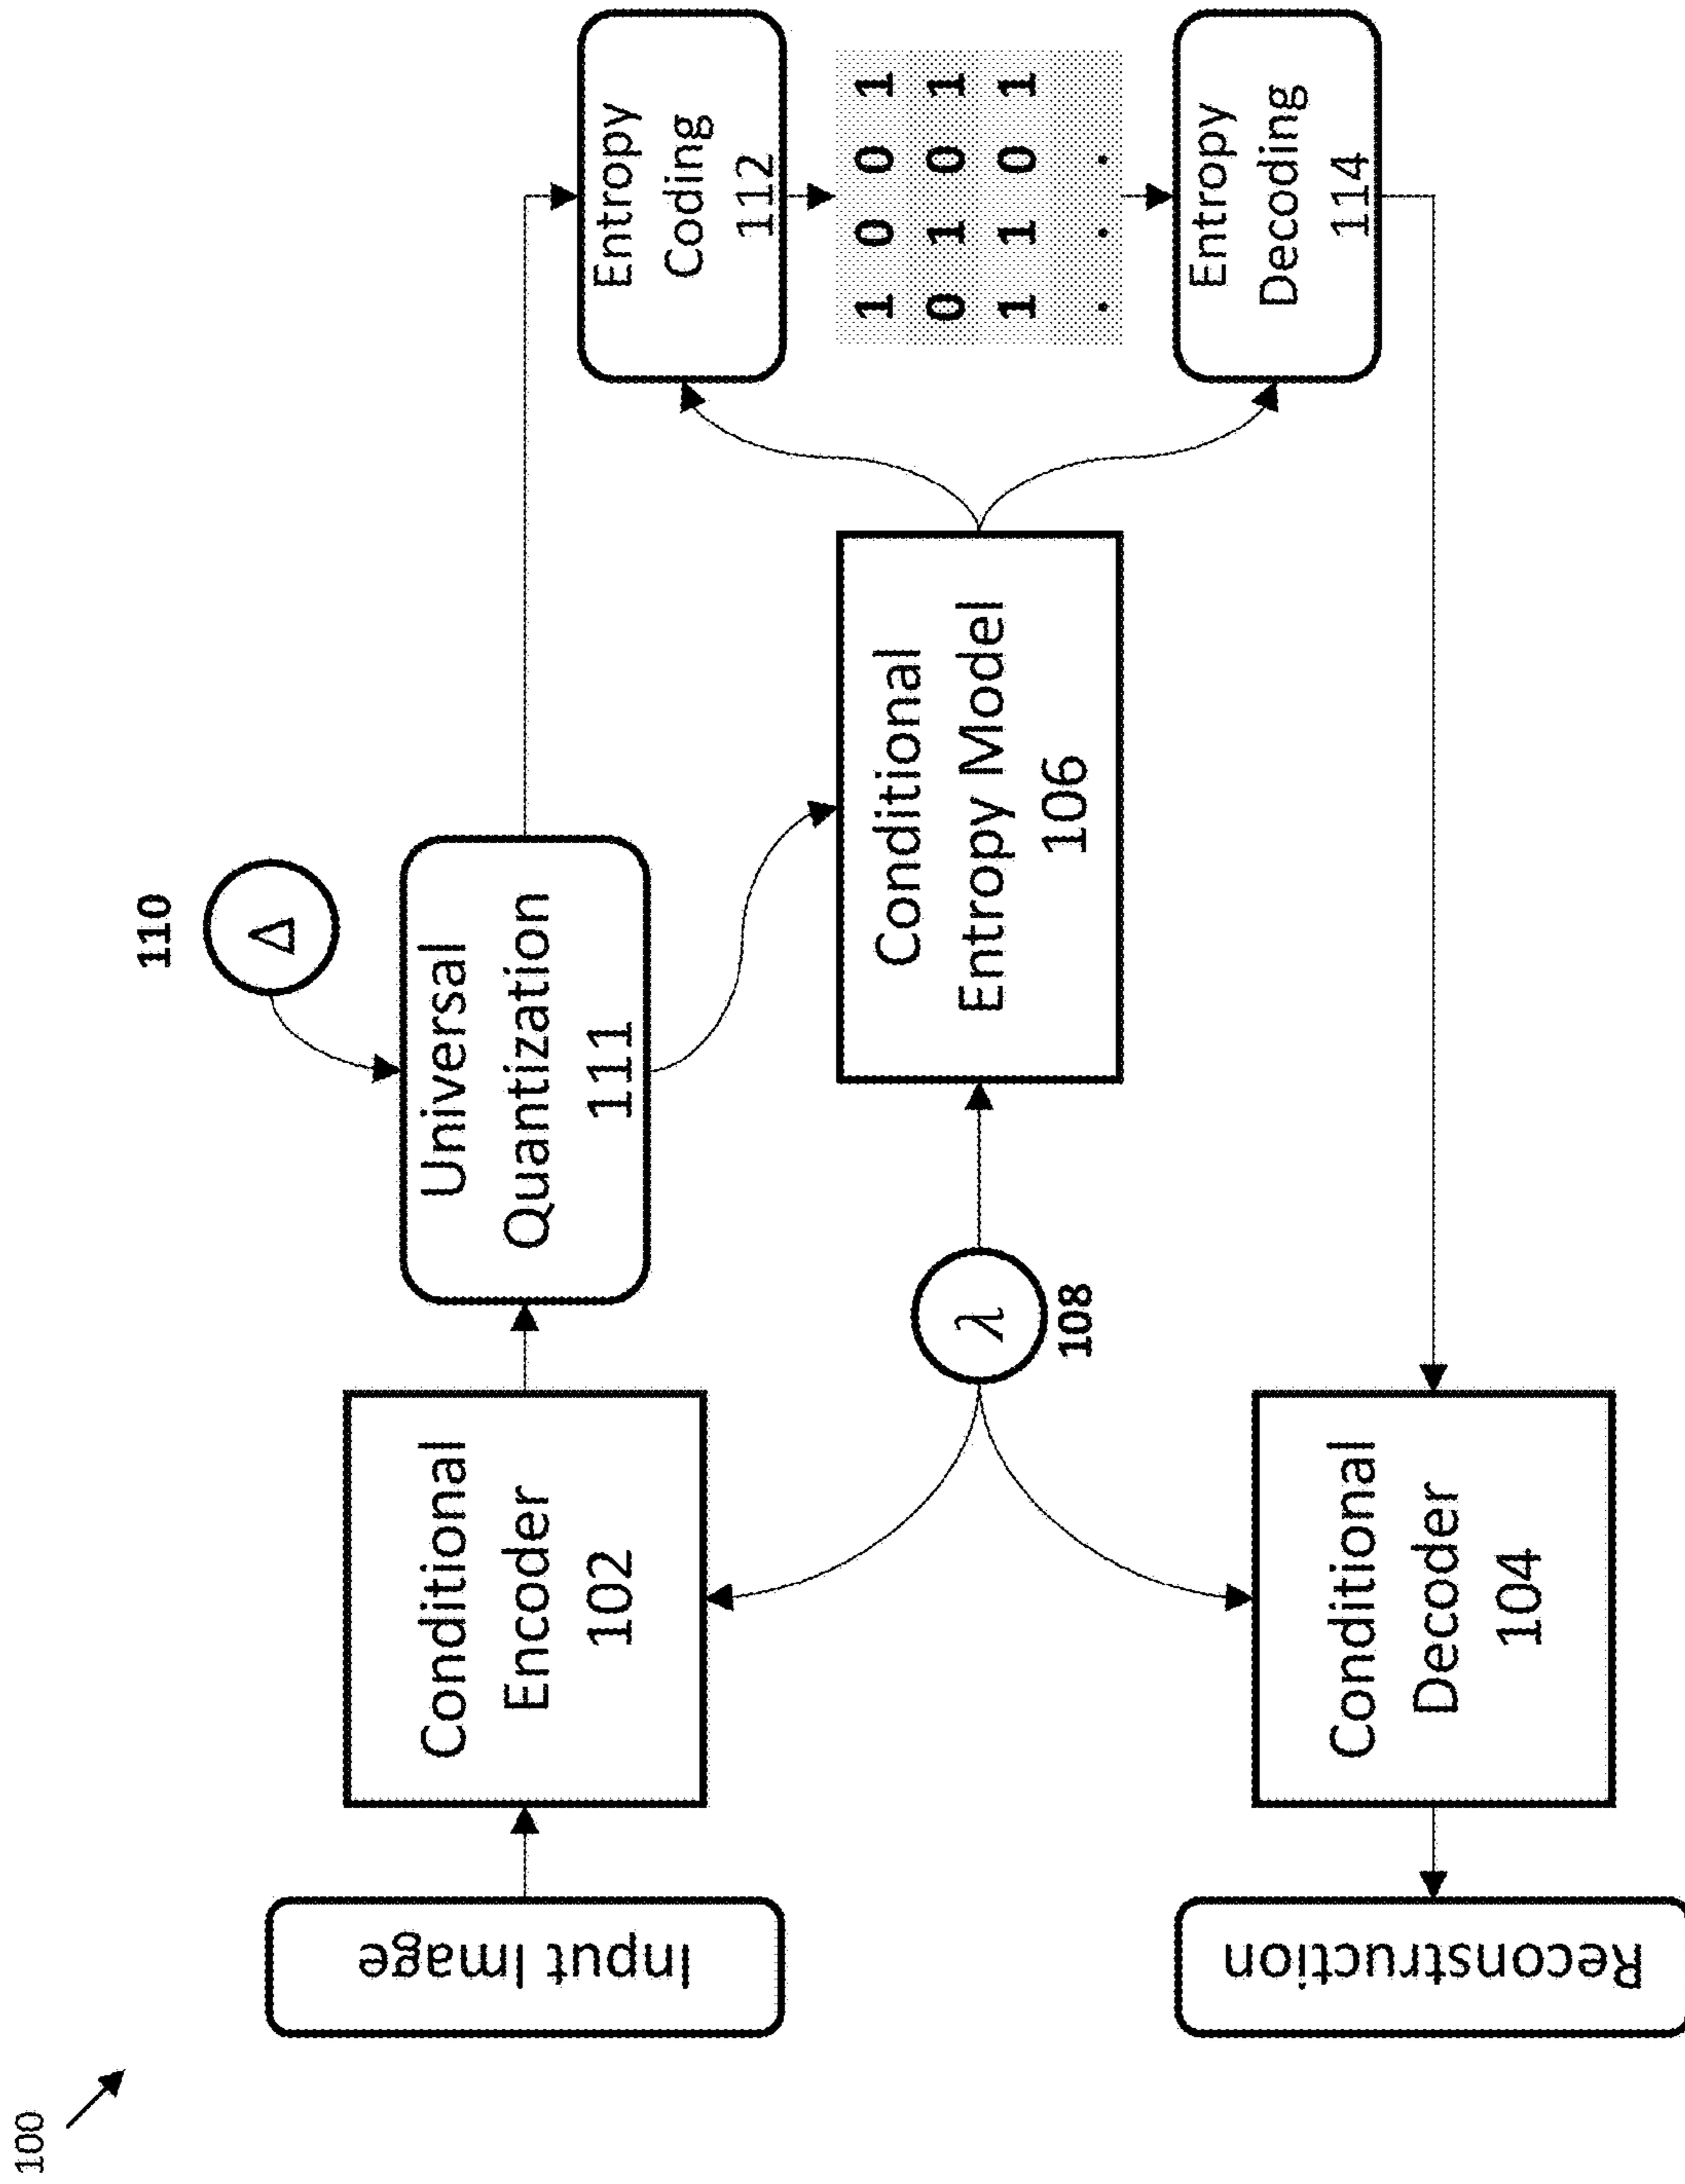 100
Input Image
Conditional
Encoder
102
Universal
Quantization
111
110
Δ
Entropy
Coding
112
1 0 0 1
0 1 0 1
1 1 0 1
. . .
λ
108
Conditional
Entropy Model
106
Entropy
Decoding
114
Conditional
Decoder
104
Reconstruction